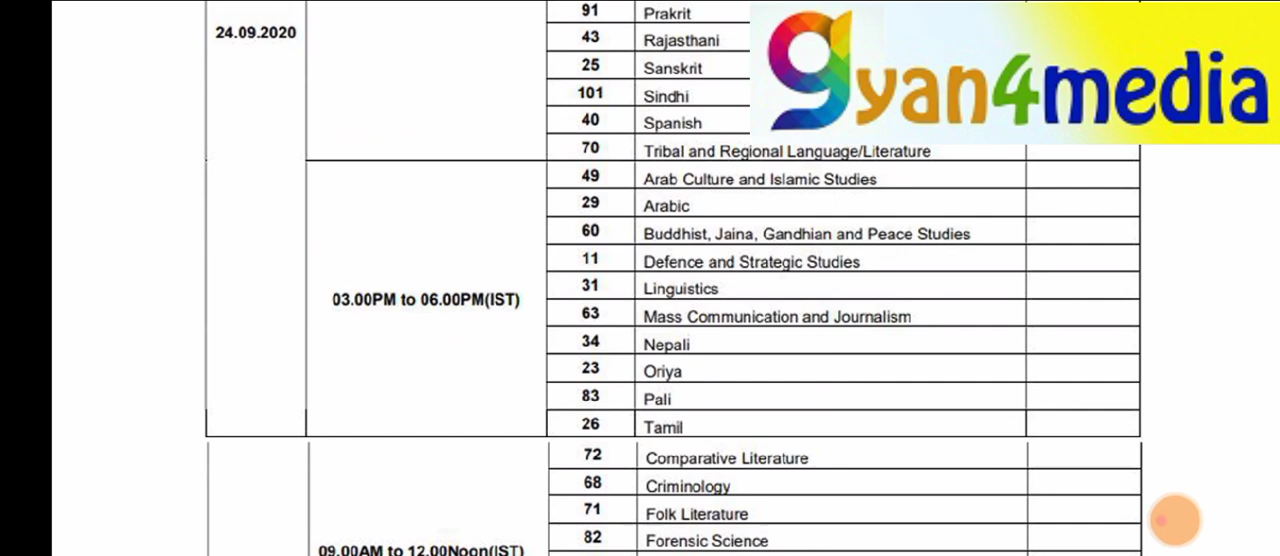 24.09.2020
91 Prakrit
43 Rajasthani
25 Sanskrit
101 Sindhi
40 Spanish
70 Tribal and Regional Language/Literature
gyan4media
03.00PM to 06.00PM(IST)
49 Arab Culture and Islamic Studies
29 Arabic
60 Buddhist, Jaina, Gandhian and Peace Studies
11 Defence and Strategic Studies
31 Linguistics
63 Mass Communication and Journalism
34 Nepali
23 Oriya
83 Pali
26 Tamil
72 Comparative Literature
68 Criminology
71 Folk Literature
82 Forensic Science
09.00AM to 12.00Noon(IST)